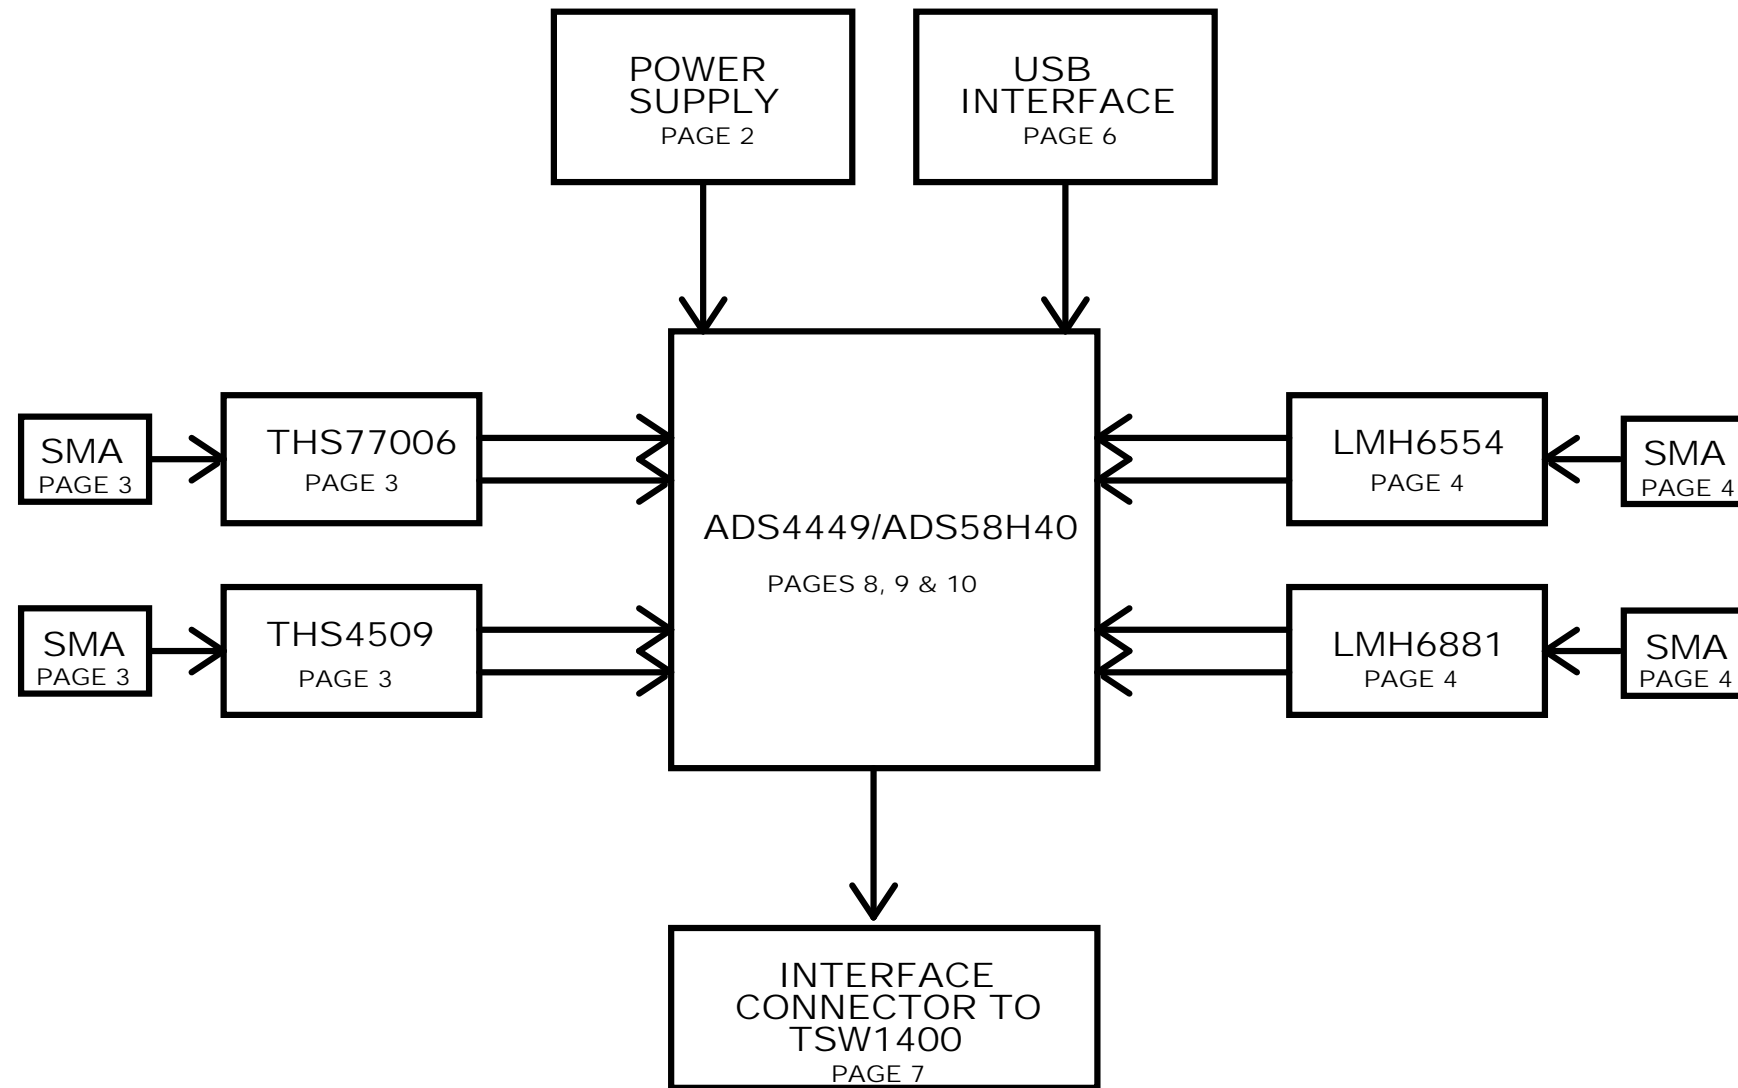 POWER
SUPPLY
PAGE 2
USB
INTERFACE
PAGE 6
SMA
PAGE 3
THS77006
PAGE 3
SMA
PAGE 3
THS4509
PAGE 3
ADS4449/ADS58H40
PAGES 8, 9 & 10
LMH6554
PAGE 4
SMA
PAGE 4
LMH6881
PAGE 4
SMA
PAGE 4
INTERFACE
CONNECTOR TO
TSW1400
PAGE 7